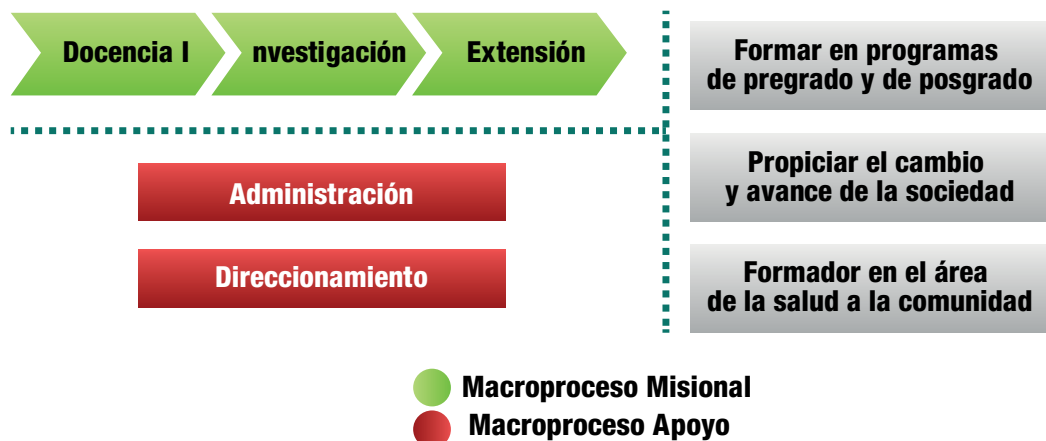 Docencia I
nvestigación
Extensión
Administración
Direccionamiento
Formar en programas
de pregrado y de posgrado
Propiciar el cambio
y avance de la sociedad
Formador en el área
de la salud a la comunidad
Macroproceso Misional
Macroproceso Apoyo